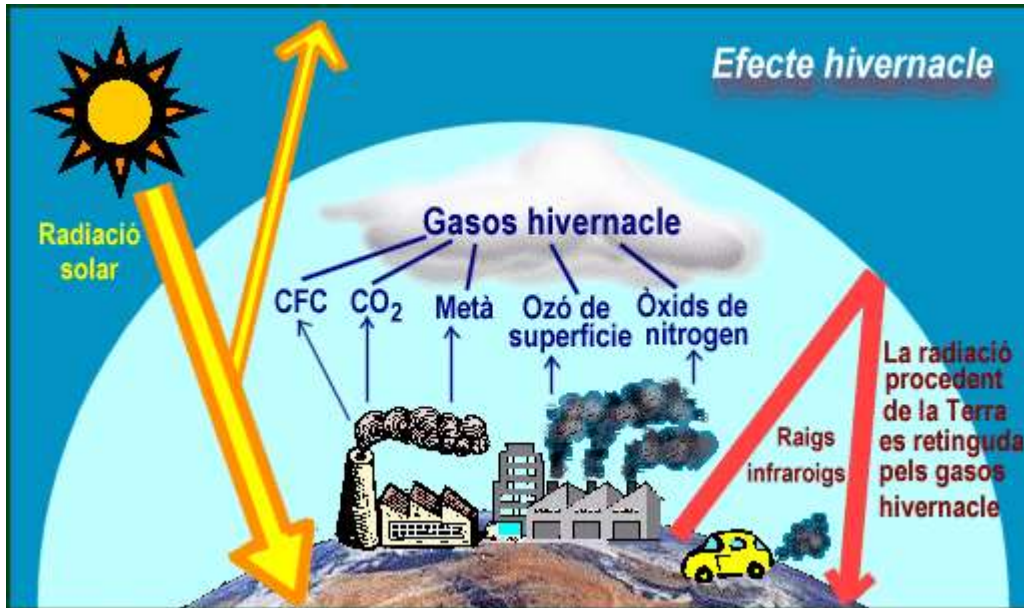 Efecte hivernacle
Radiació
solar
Gasos hivernacle
CFC
CO₂
Metà
Ozó de
superfície
Òxids de
nitrogen
Raigs
infraroigs
La radiació
procedent
de la Terra
es retinguda
pels gasos
hivernacle